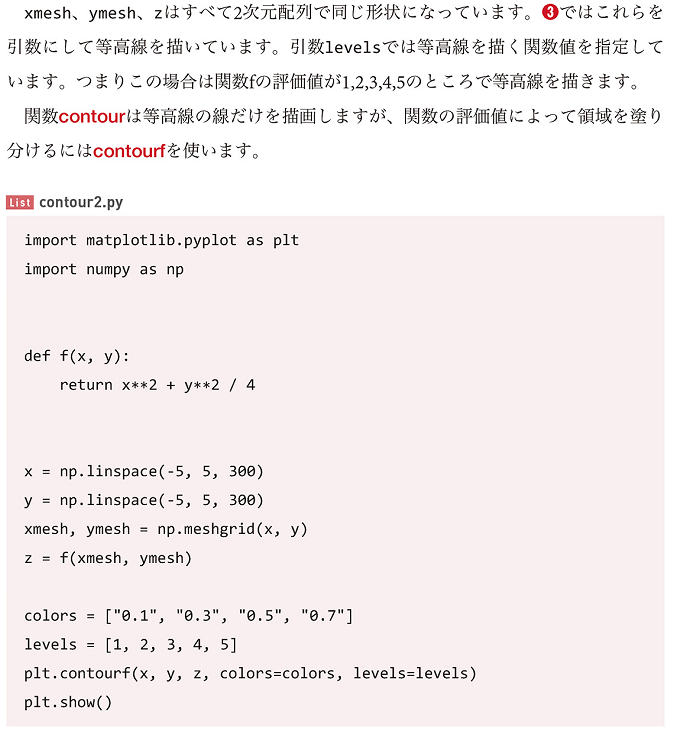 xmesh、ymesh、zはすべて2次元配列で同じ形状になっています。❸ではこれらを
引数にして等高線を描いています。引数levelsでは等高線を描く関数値を指定して
います。つまりこの場合は関数fの評価値が1,2,3,4,5のところで等高線を描きます。
関数contourは等高線の線だけを描画しますが、関数の評価値によって領域を塗り
分けるにはcontourfを使います。
List contour2.py
import matplotlib.pyplot as plt
import numpy as np
def f(x, y):
    return x**2 + y**2 / 4
x = np.linspace(-5, 5, 300)
y = np.linspace(-5, 5, 300)
xmesh, ymesh = np.meshgrid(x, y)
z = f(xmesh, ymesh)
colors = ["0.1", "0.3", "0.5", "0.7"]
levels = [1, 2, 3, 4, 5]
plt.contourf(x, y, z, colors=colors, levels=levels)
plt.show()